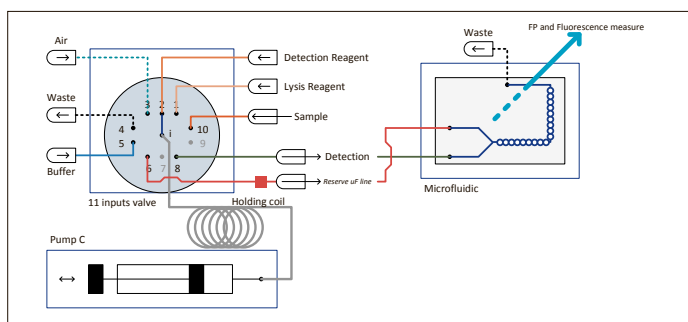 Air
Waste
FP and Fluorescence measure
Detection Reagent
Lysis Reagent
Waste
3 2 1
Sample
4 i 10
5 9
Buffer
6 7 8
Detection
Reserve uF line
11 inputs valve
Holding coil
Microfluidic
Pump C